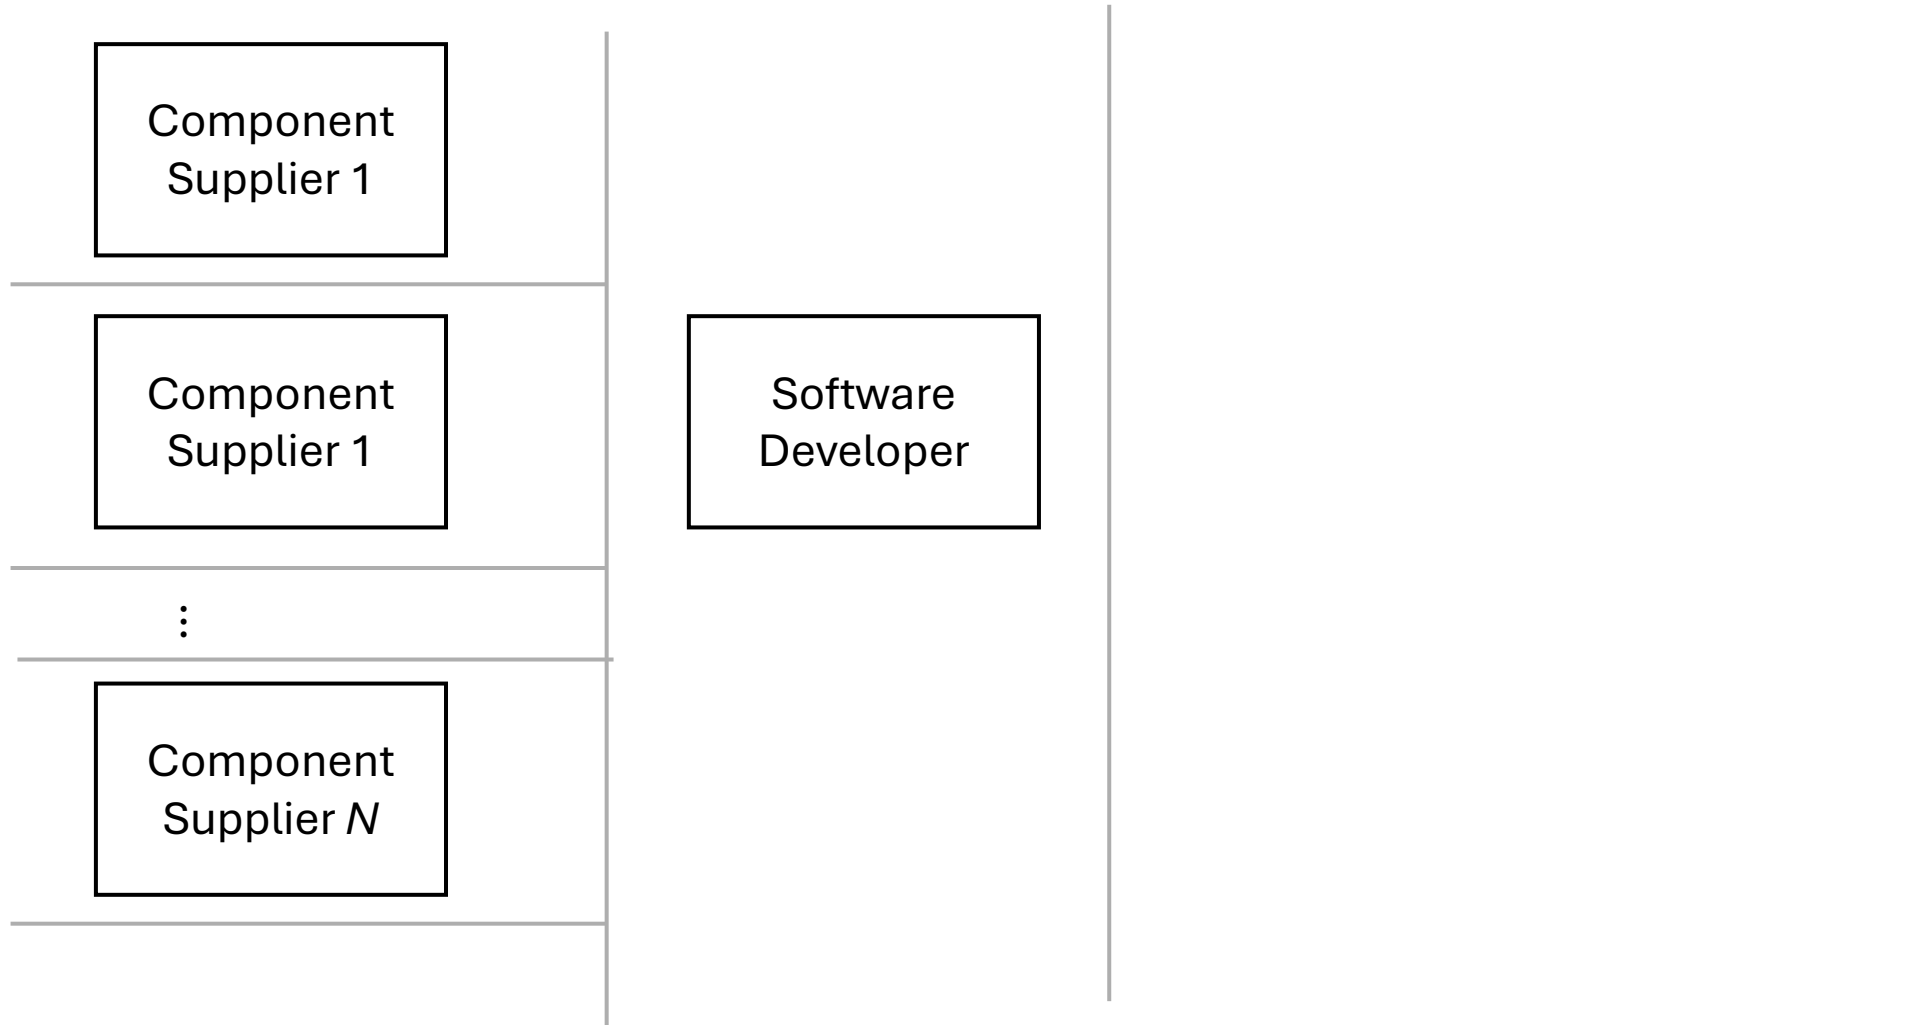 Component
Supplier 1
Component
Supplier 1
Software
Developer
⋮
Component
Supplier N